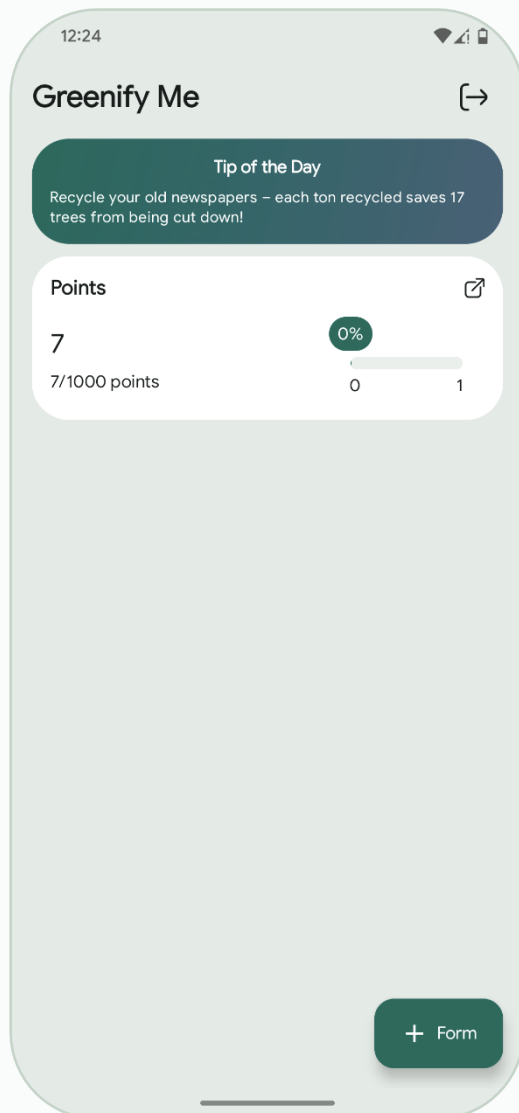 12:24
Greenify Me
Tip of the Day
Recycle your old newspapers – each ton recycled saves 17
trees from being cut down!
Points
7
0%
7/1000 points
0 1
+ Form